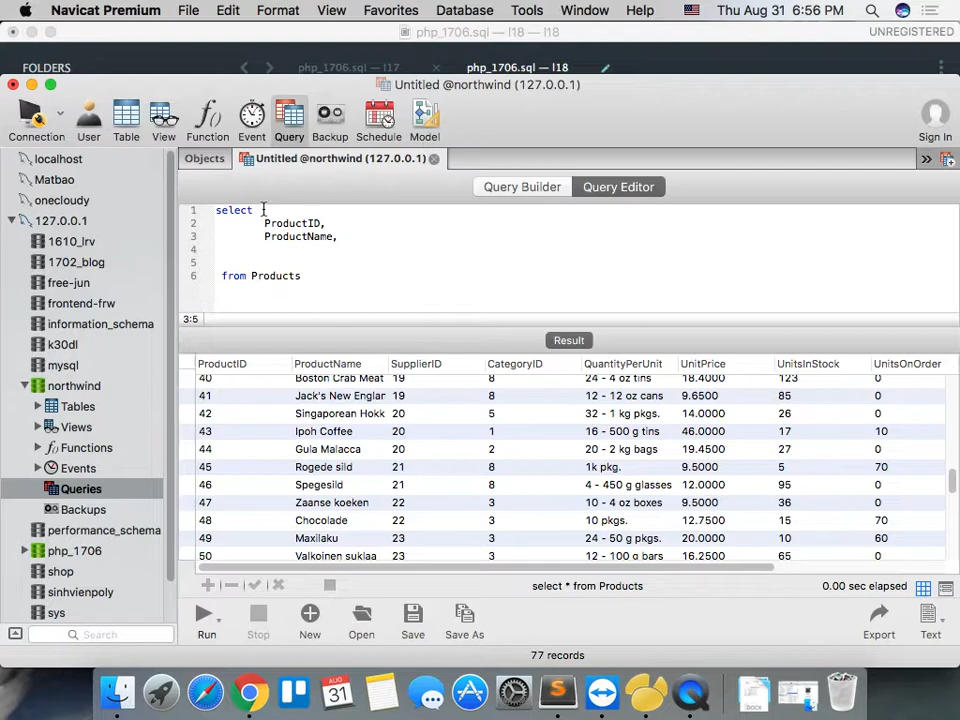 Navicat Premium File Edit Format View Favorites Database Tools Window Help Thu Aug 31 6:56 PM
php_1706.sql — l18 — l18 UNREGISTERED
FOLDERS php_1706.sql — l17 php_1706.sql — l18
Untitled @northwind (127.0.0.1)
Connection User Table View Function Event Query Backup Schedule Model Sign In
Objects Untitled @northwind (127.0.0.1)
Query Builder Query Editor
localhost
Matbao
onecloudy
127.0.0.1
1610_lrv
1702_blog
free-jun
frontend-frw
information_schema
k30dl
mysql
northwind
Tables
Views
Functions
Events
Queries
Backups
performance_schema
php_1706
shop
sinhvienpoly
sys
Search
1 select
2 ProductID,
3 ProductName,
4
5
6 from Products
3:5
Result
ProductID ProductName SupplierID CategoryID QuantityPerUnit UnitPrice UnitsInStock UnitsOnOrder
40 Boston Crab Meat 19 8 24 - 4 oz tins 18.4000 123 0
41 Jack's New Englar 19 8 12 - 12 oz cans 9.6500 85 0
42 Singaporean Hokk 20 5 32 - 1 kg pkgs. 14.0000 26 0
43 Ipoh Coffee 20 1 16 - 500 g tins 46.0000 17 10
44 Gula Malacca 20 2 20 - 2 kg bags 19.4500 27 0
45 Rogede sild 21 8 1k pkg. 9.5000 5 70
46 Spegesild 21 8 4 - 450 g glasses 12.0000 95 0
47 Zaanse koeken 22 3 10 - 4 oz boxes 9.5000 36 0
48 Chocolade 22 3 10 pkgs. 12.7500 15 70
49 Maxilaku 23 3 24 - 50 g pkgs. 20.0000 10 60
50 Valkoinen suklaa 23 3 12 - 100 g bars 16.2500 65 0
select * from Products 0.00 sec elapsed
Run Stop New Open Save Save As Export Text
77 records
AUG
31
DOCX